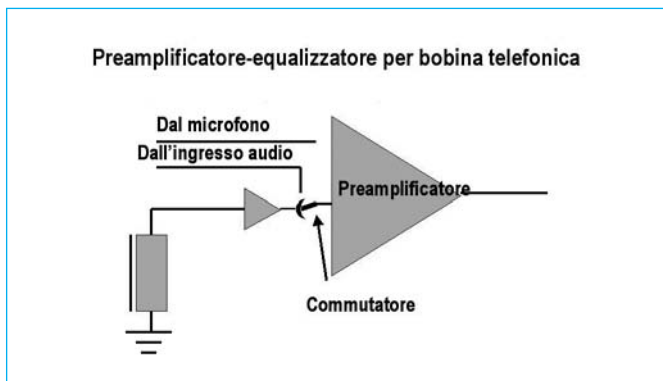 Preamplificatore-equalizzatore per bobina telefonica
Dal microfono
Dall'ingresso audio
Preamplificatore
Commutatore